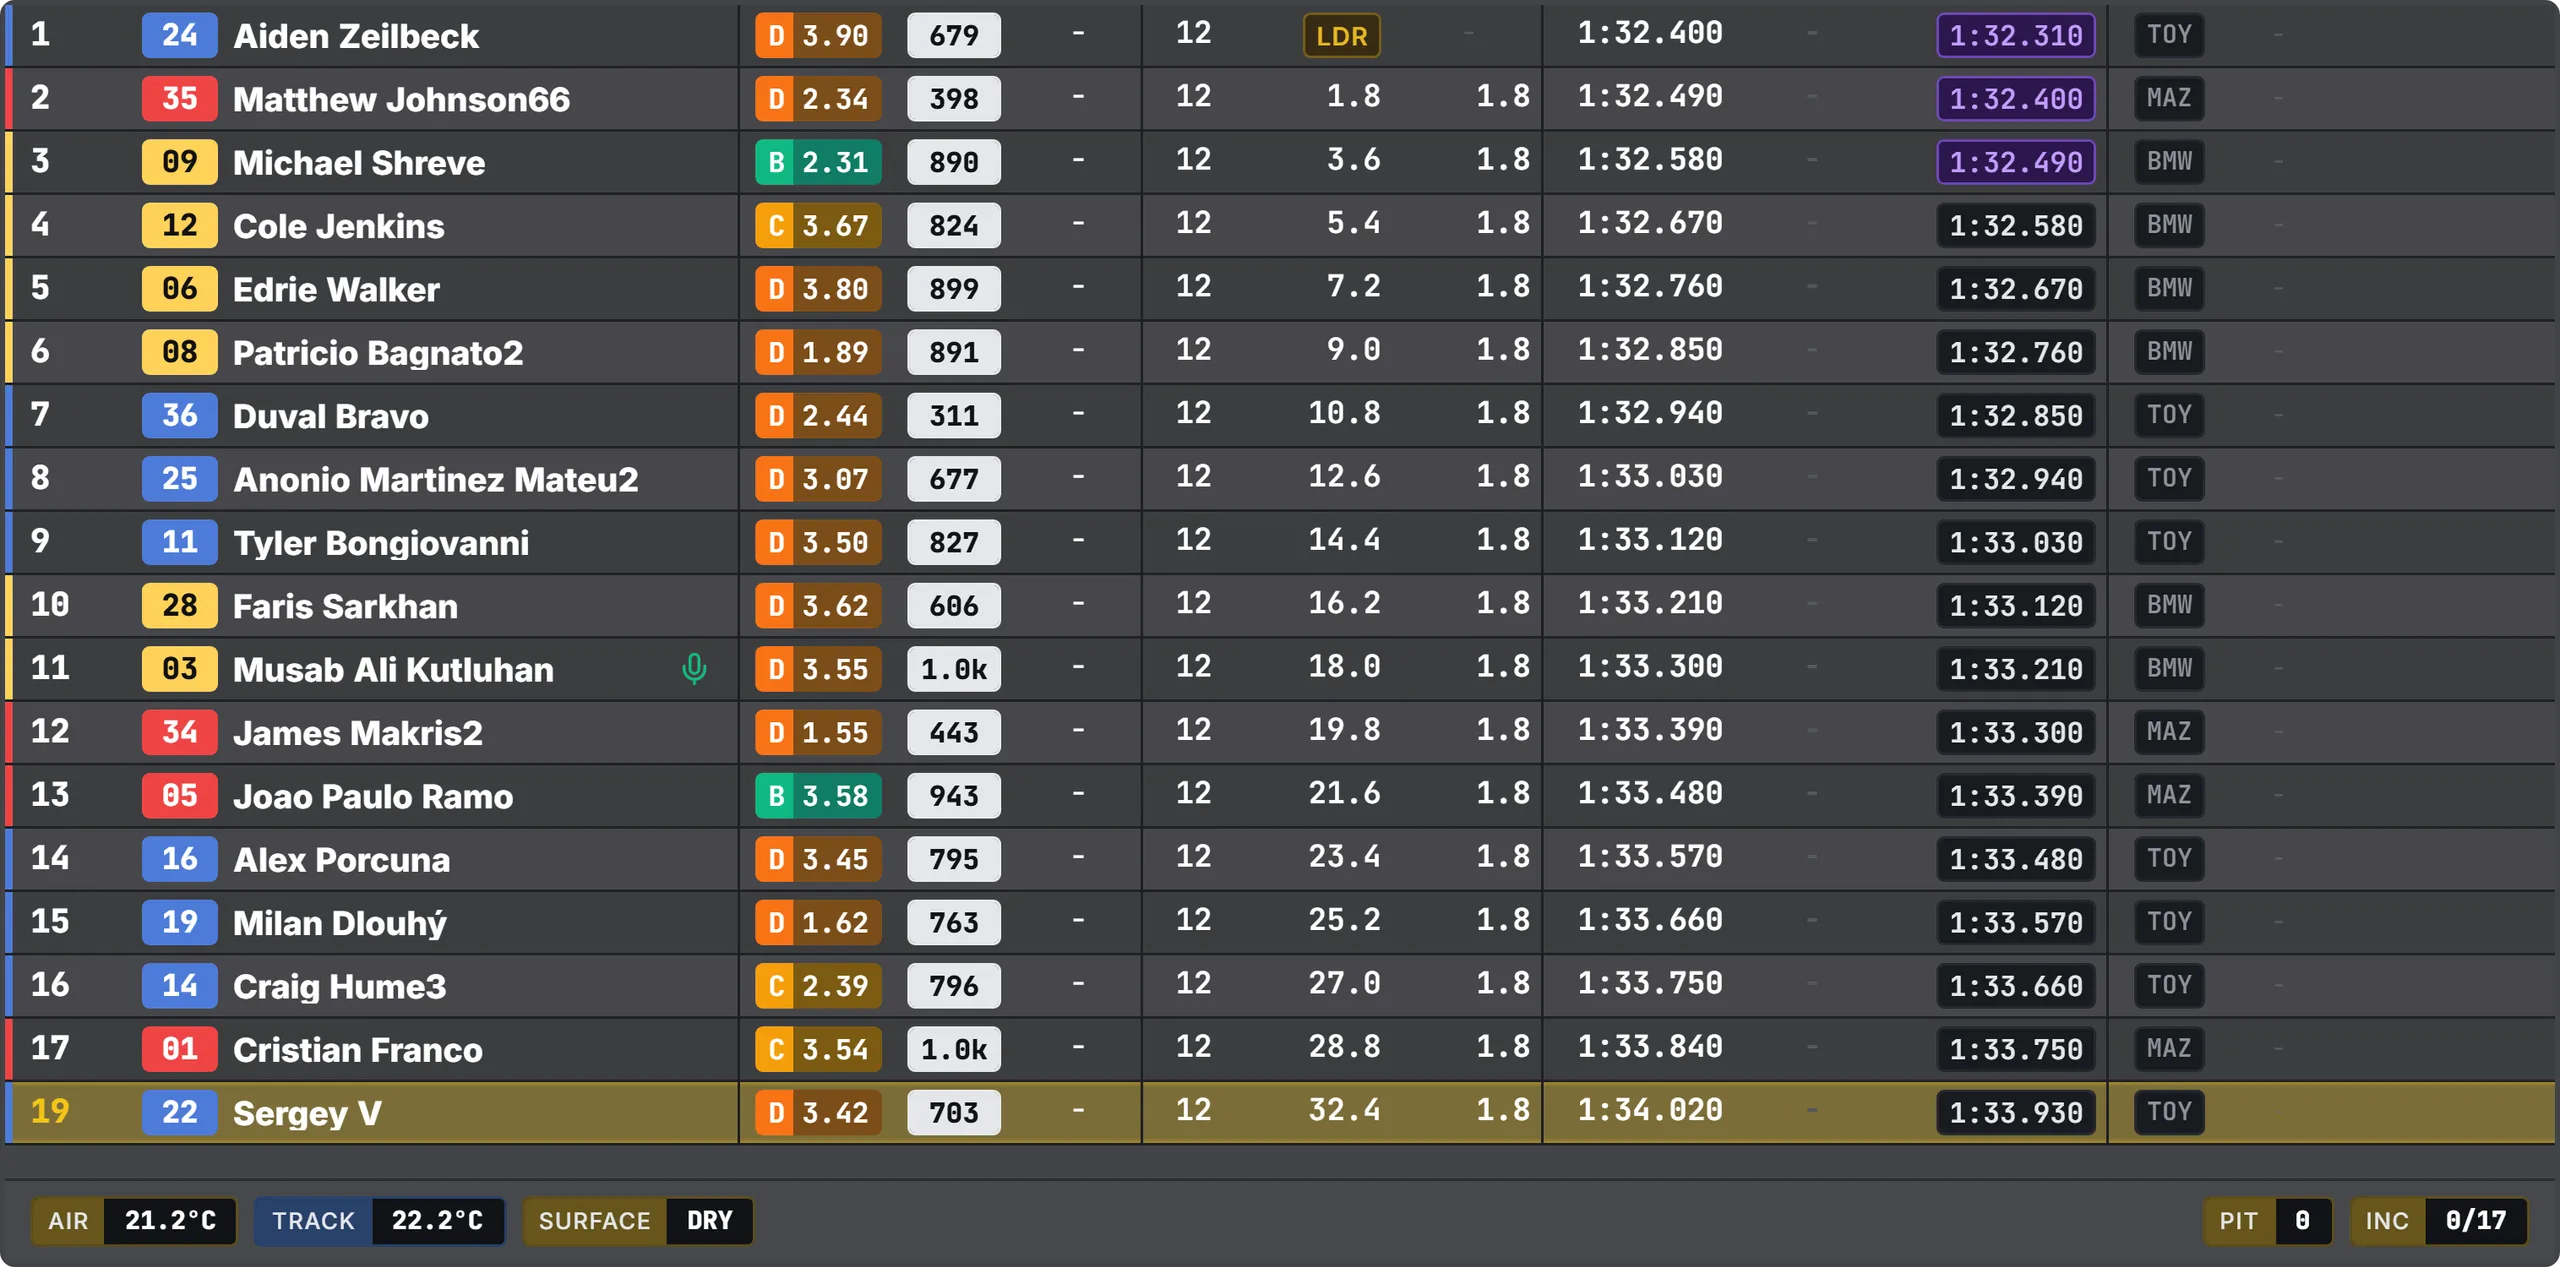 1 24 Aiden Zeilbeck D 3.90 679 - 12 LDR - 1:32.400 - 1:32.310 TOY -
2 35 Matthew Johnson66 D 2.34 398 - 12 1.8 1.8 1:32.490 - 1:32.400 MAZ -
3 09 Michael Shreve B 2.31 890 - 12 3.6 1.8 1:32.580 - 1:32.490 BMW -
4 12 Cole Jenkins C 3.67 824 - 12 5.4 1.8 1:32.670 - 1:32.580 BMW -
5 06 Edrie Walker D 3.80 899 - 12 7.2 1.8 1:32.760 - 1:32.670 BMW -
6 08 Patricio Bagnato2 D 1.89 891 - 12 9.0 1.8 1:32.850 - 1:32.760 BMW -
7 36 Duval Bravo D 2.44 311 - 12 10.8 1.8 1:32.940 - 1:32.850 TOY -
8 25 Anonio Martinez Mateu2 D 3.07 677 - 12 12.6 1.8 1:33.030 - 1:32.940 TOY -
9 11 Tyler Bongiovanni D 3.50 827 - 12 14.4 1.8 1:33.120 - 1:33.030 TOY -
10 28 Faris Sarkhan D 3.62 606 - 12 16.2 1.8 1:33.210 - 1:33.120 BMW -
11 03 Musab Ali Kutluhan D 3.55 1.0k - 12 18.0 1.8 1:33.300 - 1:33.210 BMW -
12 34 James Makris2 D 1.55 443 - 12 19.8 1.8 1:33.390 - 1:33.300 MAZ -
13 05 Joao Paulo Ramo B 3.58 943 - 12 21.6 1.8 1:33.480 - 1:33.390 MAZ -
14 16 Alex Porcuna D 3.45 795 - 12 23.4 1.8 1:33.570 - 1:33.480 TOY -
15 19 Milan Dlouhý D 1.62 763 - 12 25.2 1.8 1:33.660 - 1:33.570 TOY -
16 14 Craig Hume3 C 2.39 796 - 12 27.0 1.8 1:33.750 - 1:33.660 TOY -
17 01 Cristian Franco C 3.54 1.0k - 12 28.8 1.8 1:33.840 - 1:33.750 MAZ -
19 22 Sergey V D 3.42 703 - 12 32.4 1.8 1:34.020 - 1:33.930 TOY -
AIR 21.2°C TRACK 22.2°C SURFACE DRY PIT 0 INC 0/17